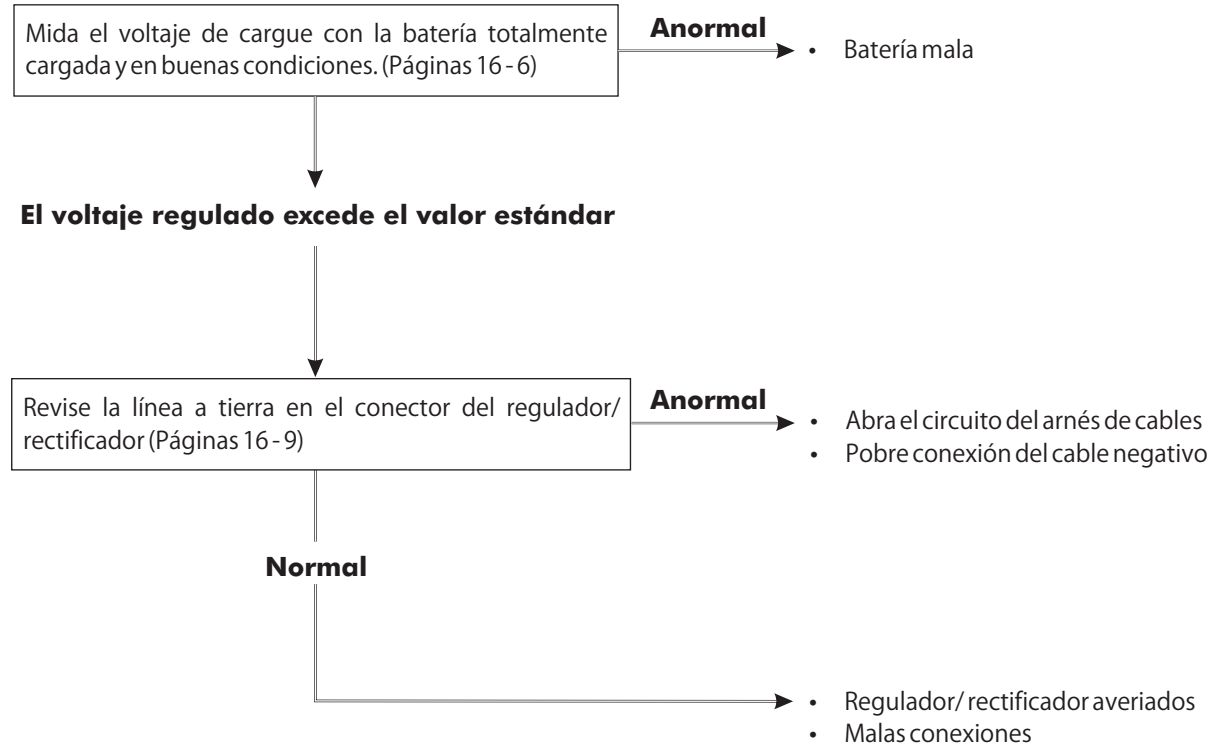 Mida el voltaje de cargue con la batería totalmente
cargada y en buenas condiciones. (Páginas 16 - 6)
Anormal
• Batería mala
El voltaje regulado excede el valor estándar
Revise la línea a tierra en el conector del regulador/
rectificador (Páginas 16 - 9)
Anormal
• Abra el circuito del arnés de cables
• Pobre conexión del cable negativo
Normal
• Regulador/ rectificador averiados
• Malas conexiones